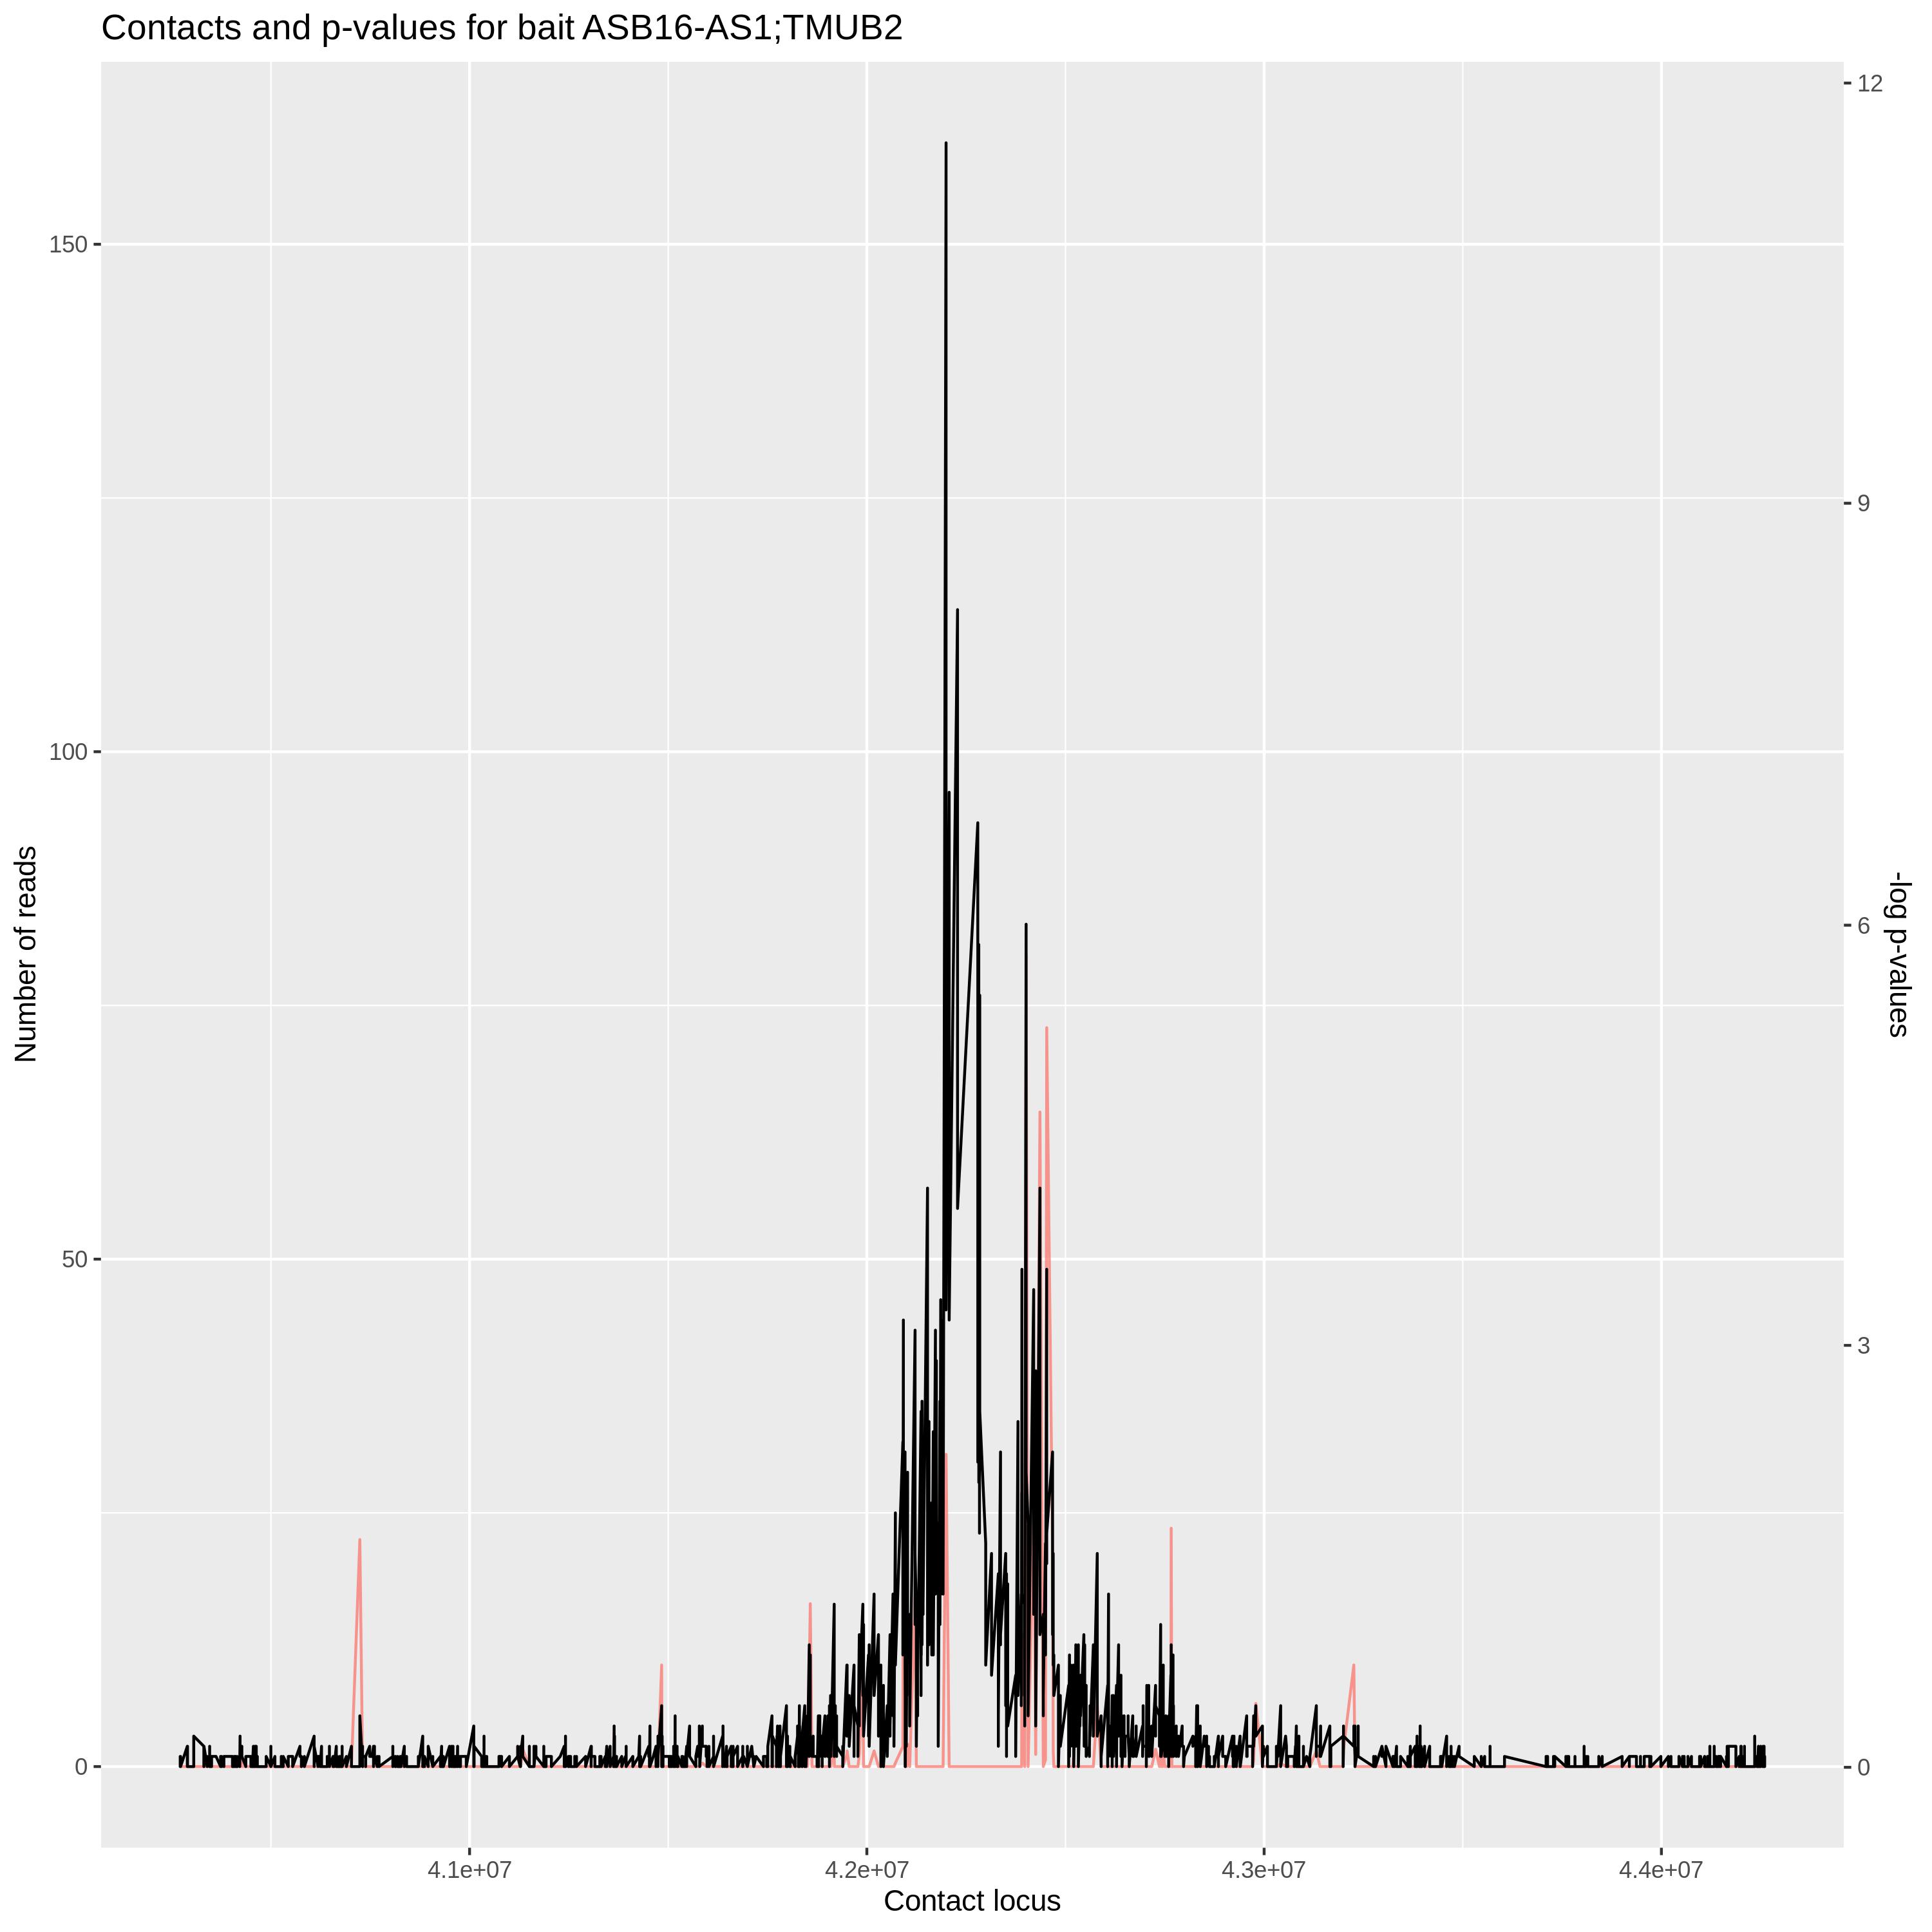 Contacts and p-values for bait ASB16-AS1;TMUB2
150
100
50
0
Number of reads
12
9
6
3
0
-log p-values
4.1e+07
4.2e+07
4.3e+07
4.4e+07
Contact locus